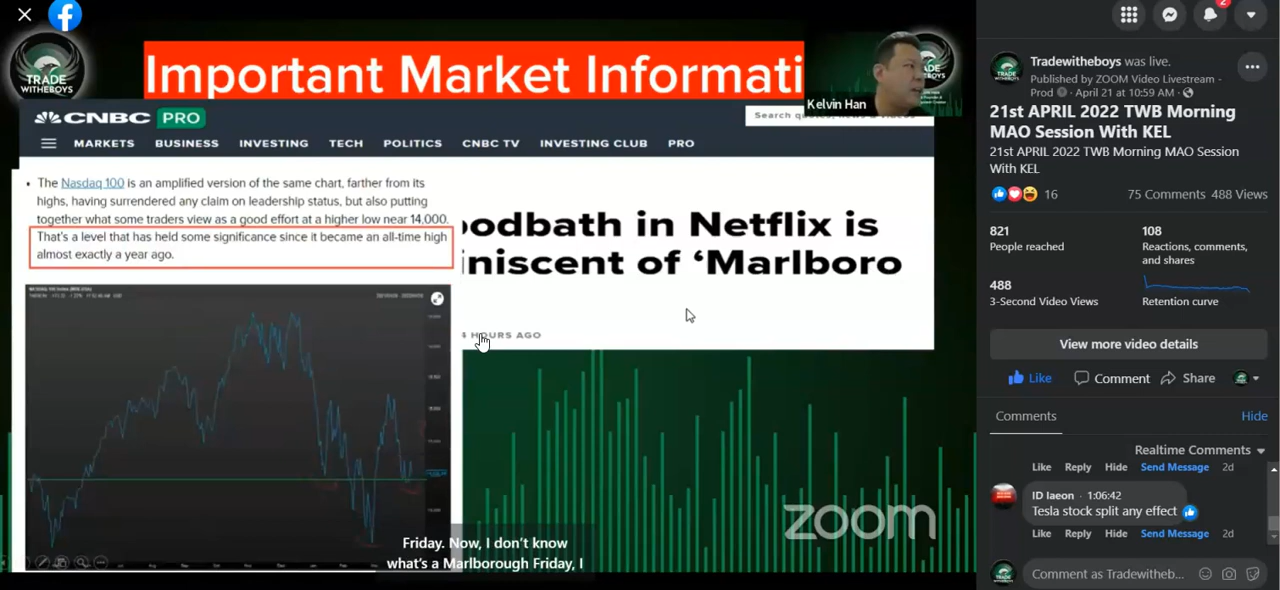 TRADE
WITHEBOYS
Important Market Informati
Kelvin Han
CNBC PRO
MARKETS BUSINESS INVESTING TECH POLITICS CNBC TV INVESTING CLUB PRO
• The Nasdaq 100 is an amplified version of the same chart, farther from its
highs, having surrendered any claim on leadership status, but also putting
together what some traders view as a good effort at a higher low near 14,000.
That's a level that has held some significance since it became an all-time high
almost exactly a year ago.
oodbath in Netflix is
iniscent of ‘Marlboro
4 HOURS AGO
zoom
Friday. Now, I don't know
what's a Marlborough Friday, I
2
Tradewitheboys was live.
Published by ZOOM Video Livestream -
Prod · April 21 at 10:59 AM ·
21st APRIL 2022 TWB Morning
MAO Session With KEL
21st APRIL 2022 TWB Morning MAO Session
With KEL
16 75 Comments 488 Views
821
People reached
108
Reactions, comments,
and shares
488
3-Second Video Views
Retention curve
View more video details
Like Comment Share
Comments Hide
Realtime Comments
Like Reply Hide Send Message 2d
ID Iaeon · 1:06:42
Tesla stock split any effect
Like Reply Hide Send Message 2d
Comment as Tradewitheb...